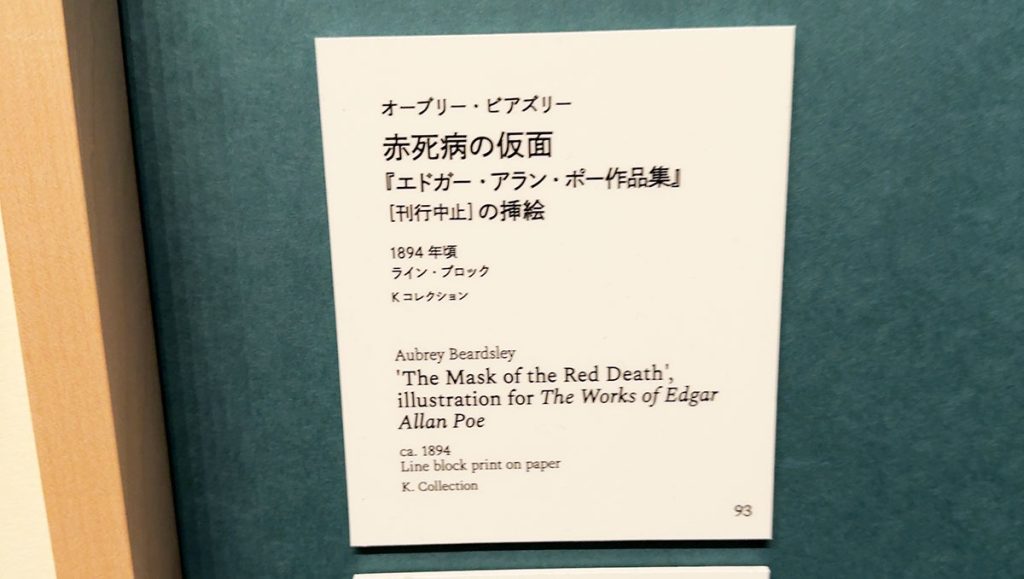 オーブリー・ビアズリー
赤死病の仮面
『エドガー・アラン・ポー作品集』
[刊行中止]の挿絵
1894 年頃
ライン・ブロック
K コレクション
Aubrey Beardsley
'The Mask of the Red Death',
illustration for The Works of Edgar
Allan Poe
ca. 1894
Line block print on paper
K. Collection
93